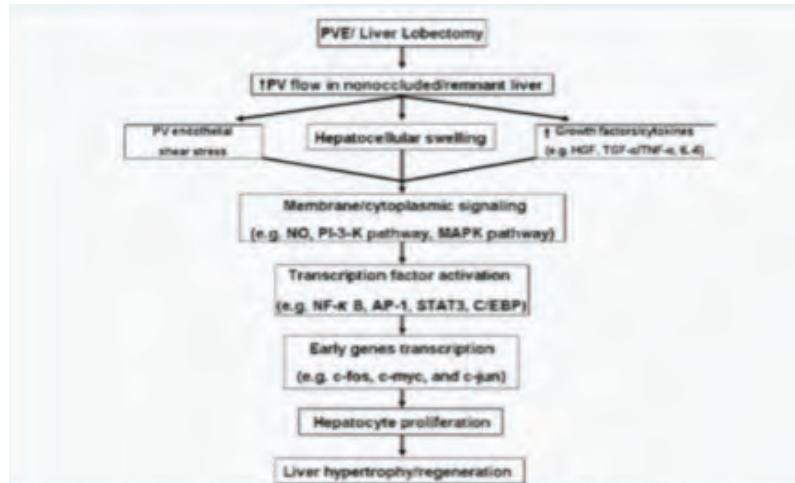 PVE/ Liver Lobectomy
↑PV flow in nonoccluded/remnant liver
PV endothelial
shear stress
Hepatocellular swelling
↑ Growth factors/cytokines
(e.g. HGF, TGF-α/TNF-α, IL-6)
Membrane/cytoplasmic signaling
(e.g. NO, PI-3-K pathway, MAPK pathway)
Transcription factor activation
(e.g. NF-κ B, AP-1, STAT3, C/EBP)
Early genes transcription
(e.g. c-fos, c-myc, and c-jun)
Hepatocyte proliferation
Liver hypertrophy/regeneration